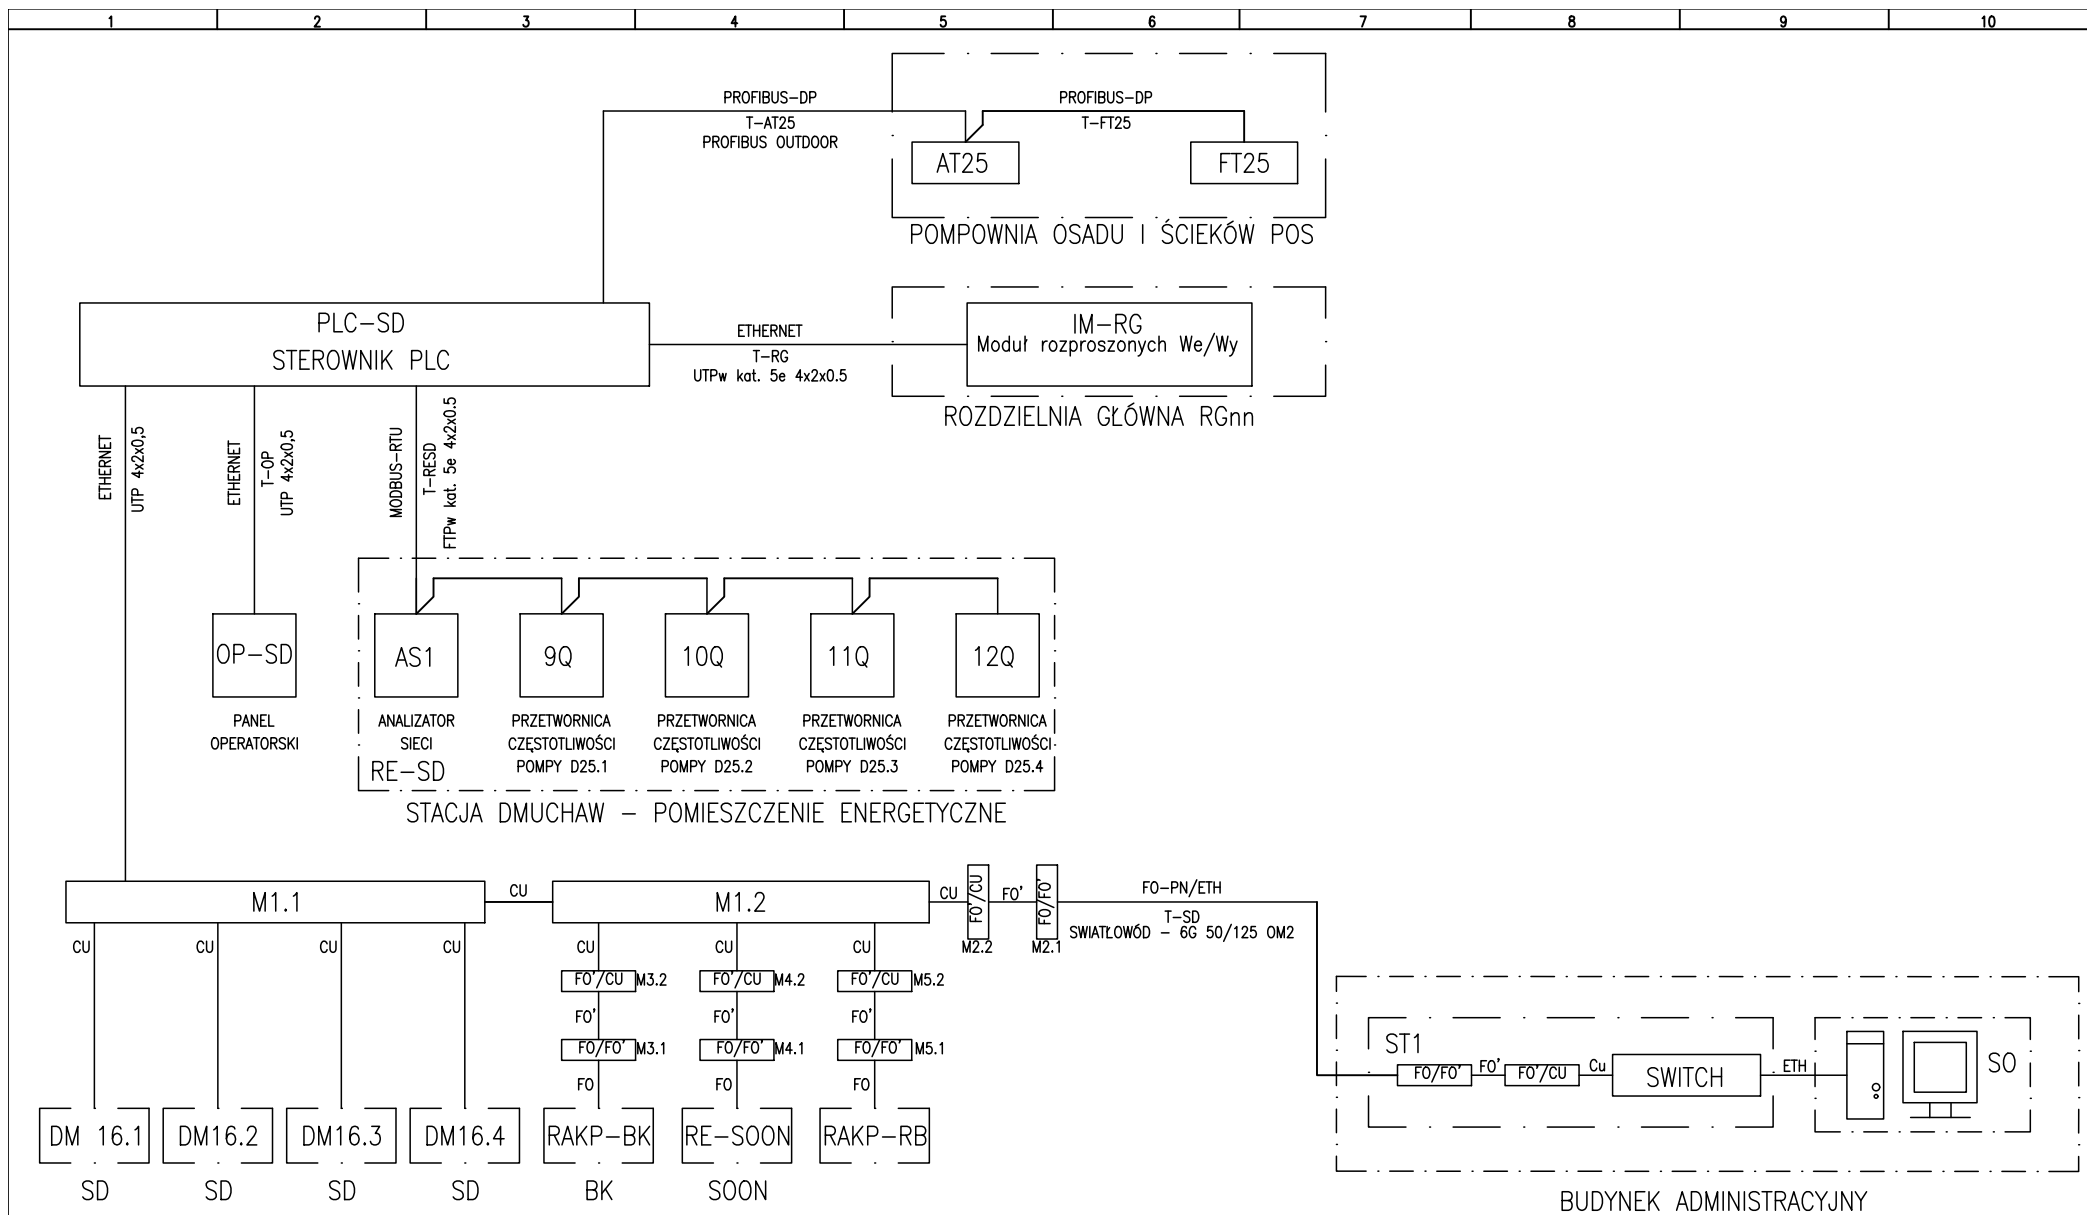 1 2 3 4 5 6 7 8 9 10
PROFIBUS-DP
T-AT25
PROFIBUS OUTDOOR
PROFIBUS-DP
T-FT25
AT25
FT25
POMPOWNIA OSADU I ŚCIEKÓW POS
PLC-SD
STEROWNIK PLC
ETHERNET
T-RG
UTPw kat. 5e 4x2x0.5
IM-RG
Moduł rozproszonych We/Wy
ROZDZIELNIA GŁÓWNA RGnn
ETHERNET
UTP 4x2x0,5
ETHERNET
T-OP
UTP 4x2x0,5
MODBUS-RTU
T-RESD
FTPw kat. 5e 4x2x0.5
OP-SD
PANEL
OPERATORSKI
AS1
ANALIZATOR
SIECI
RE-SD
9Q
PRZETWORNICA
CZĘSTOTLIWOŚCI
POMPY D25.1
10Q
PRZETWORNICA
CZĘSTOTLIWOŚCI
POMPY D25.2
11Q
PRZETWORNICA
CZĘSTOTLIWOŚCI
POMPY D25.3
12Q
PRZETWORNICA
CZĘSTOTLIWOŚCI
POMPY D25.4
STACJA DMUCHAW - POMIESZCZENIE ENERGETYCZNE
M1.1
CU
M1.2
CU
FO'/CU
M2.2
FO'
FO/FO'
M2.1
FO-PN/ETH
T-SD
SWIATŁOWÓD - 6G 50/125 OM2
CU CU CU CU CU CU CU
FO'/CU M3.2
FO'/CU M4.2
FO'/CU M5.2
FO' FO' FO'
FO/FO' M3.1
FO/FO' M4.1
FO/FO' M5.1
FO FO FO
DM 16.1
DM16.2
DM16.3
DM16.4
RAKP-BK
RE-SOON
RAKP-RB
SD SD SD SD BK SOON
ST1
FO/FO'
FO'
FO'/CU
Cu
SWITCH
ETH
SO
BUDYNEK ADMINISTRACYJNY